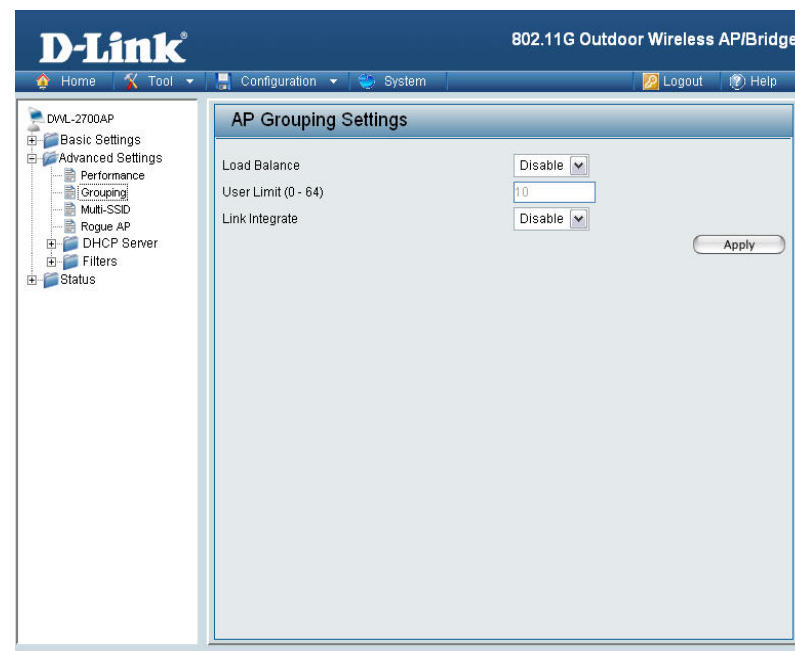 D-Link®
802.11G Outdoor Wireless AP/Bridge
Home Tool Configuration System Logout Help
DWL-2700AP
Basic Settings
Advanced Settings
Performance
Grouping
Multi-SSID
Rogue AP
DHCP Server
Filters
Status
AP Grouping Settings
Load Balance Disable
User Limit (0 - 64) 10
Link Integrate Disable
Apply